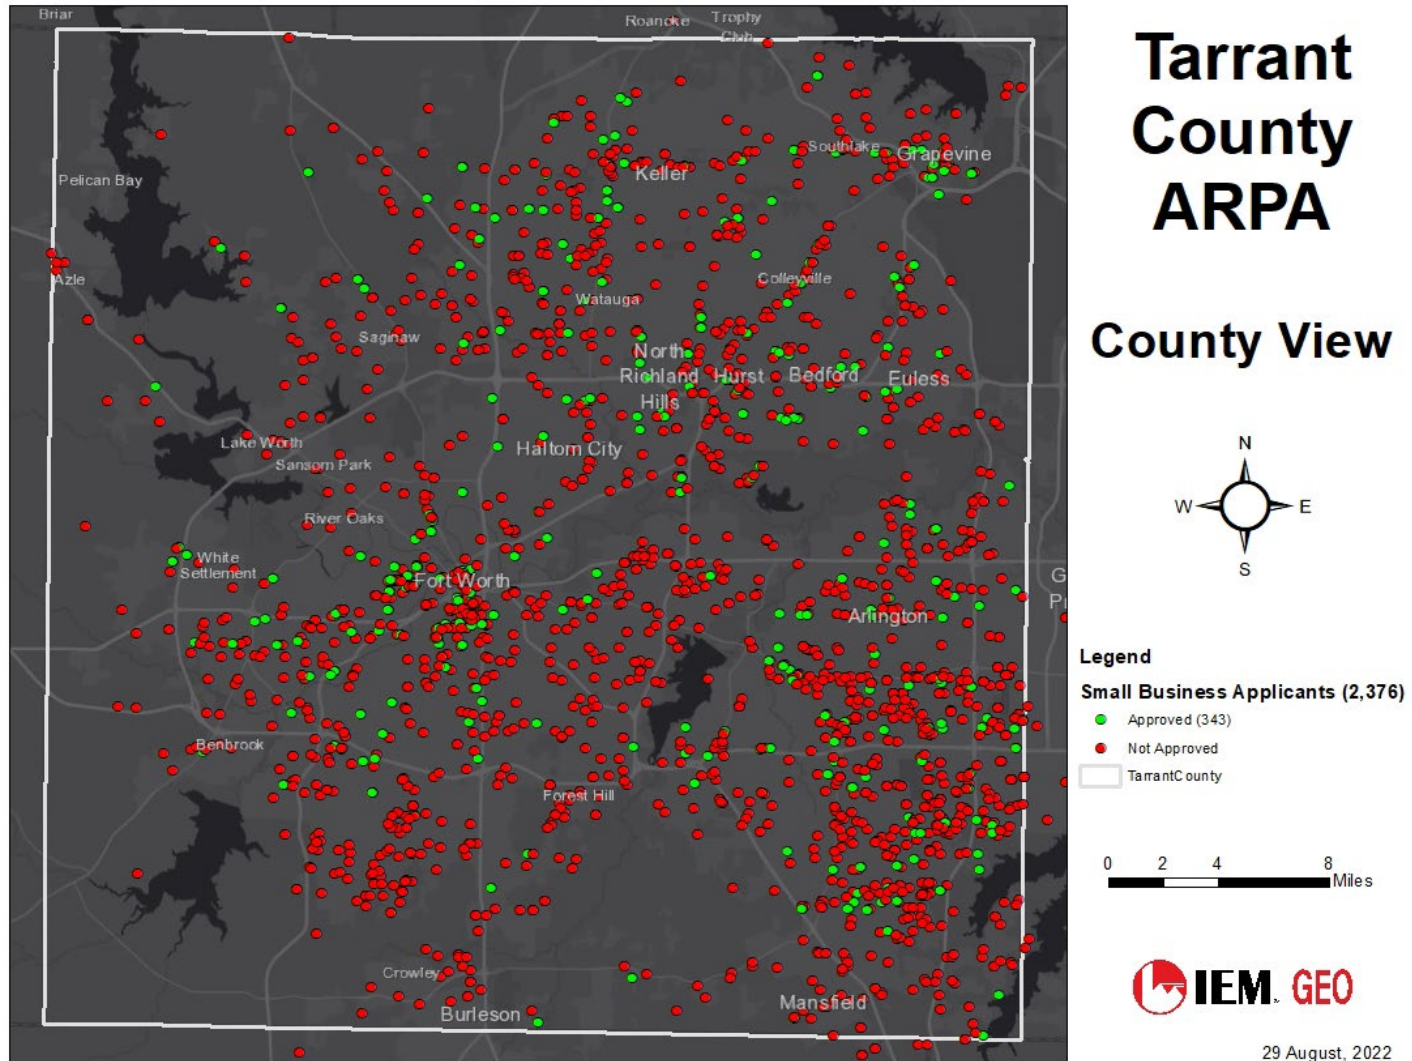 Briar
Roanoke
Trophy
Club
Tarrant
County
ARPA
Southlake
Grapevine
Keller
Pelican Bay
Azle
Colleyville
Watauga
Saginaw
County View
North
Richland
Hills
Hurst
Bedford
Euless
Lake Worth
Haltom City
Sansom Park
N
W
E
S
River Oaks
White
Settlement
Fort Worth
G
P
Arlington
Legend
Small Business Applicants (2,376)
Approved (343)
Not Approved
TarrantCounty
Benbrook
Forest Hill
0 2 4 8
Miles
Crowley
Mansfield
Burleson
IEM GEO
29 August, 2022